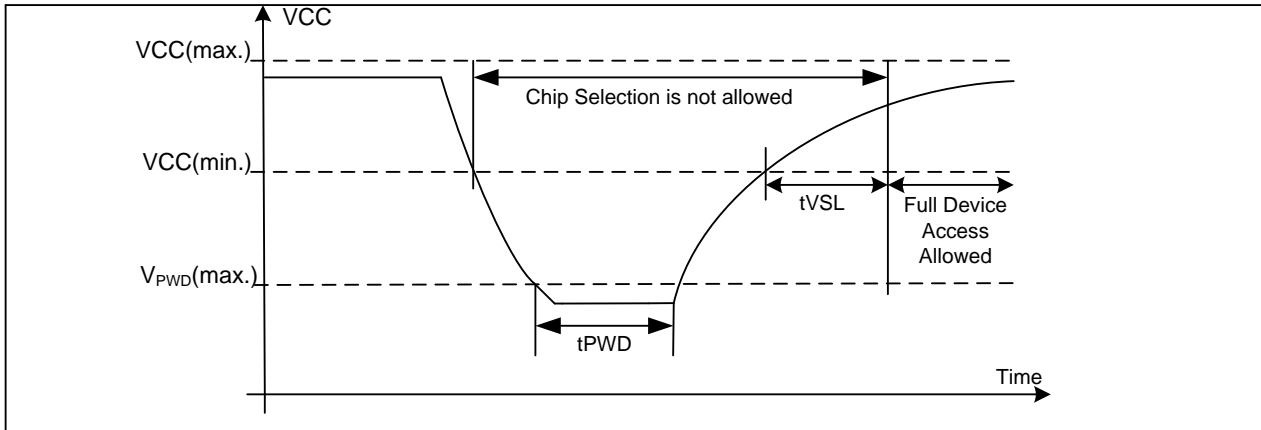 VCC
VCC(max.)
Chip Selection is not allowed
VCC(min.)
tVSL
Full Device
Access
Allowed
VPWD(max.)
tPWD
Time